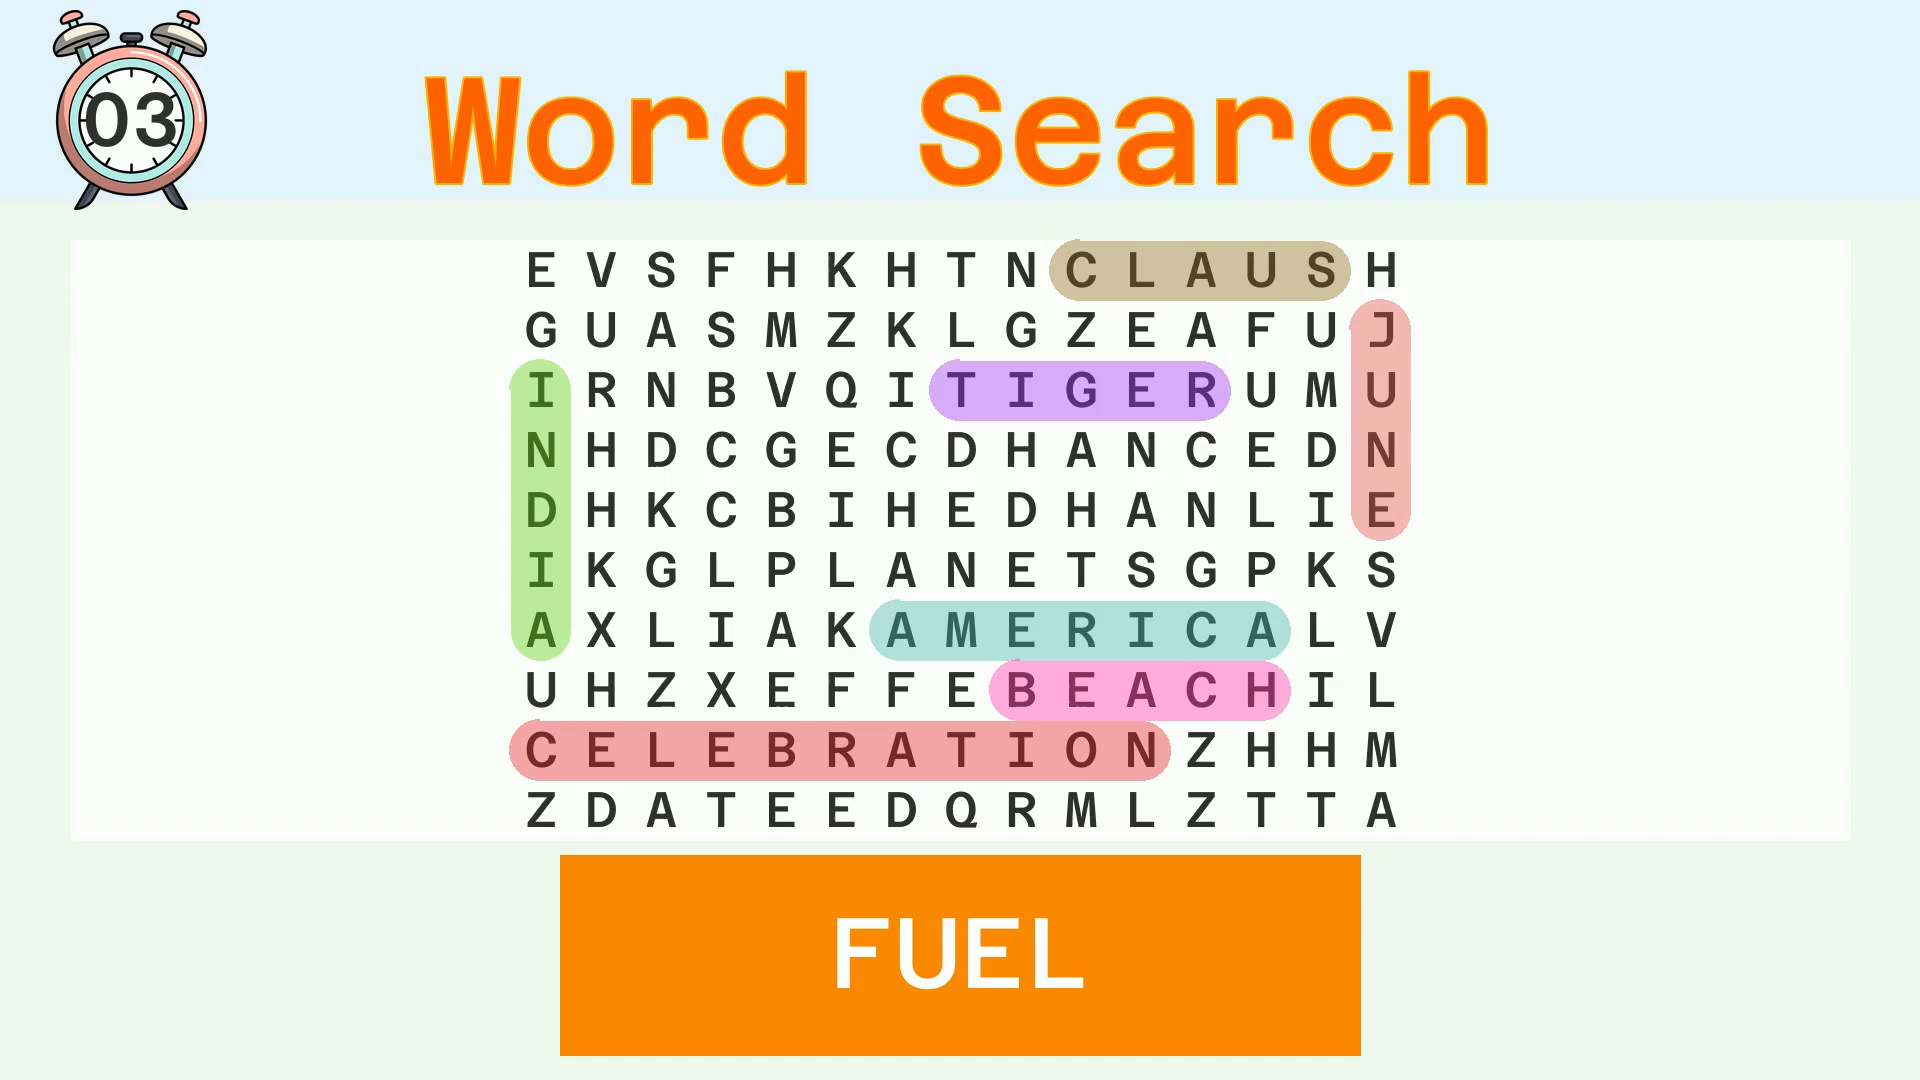 03
Word Search
E V S F H K H T N C L A U S H
G U A S M Z K L G Z E A F U J
I R N B V Q I T I G E R U M U
N H D C G E C D H A N C E D N
D H K C B I H E D H A N L I E
I K G L P L A N E T S G P K S
A X L I A K A M E R I C A L V
U H Z X E F F E B E A C H I L
C E L E B R A T I O N Z H H M
Z D A T E E D Q R M L Z T T A
FUEL